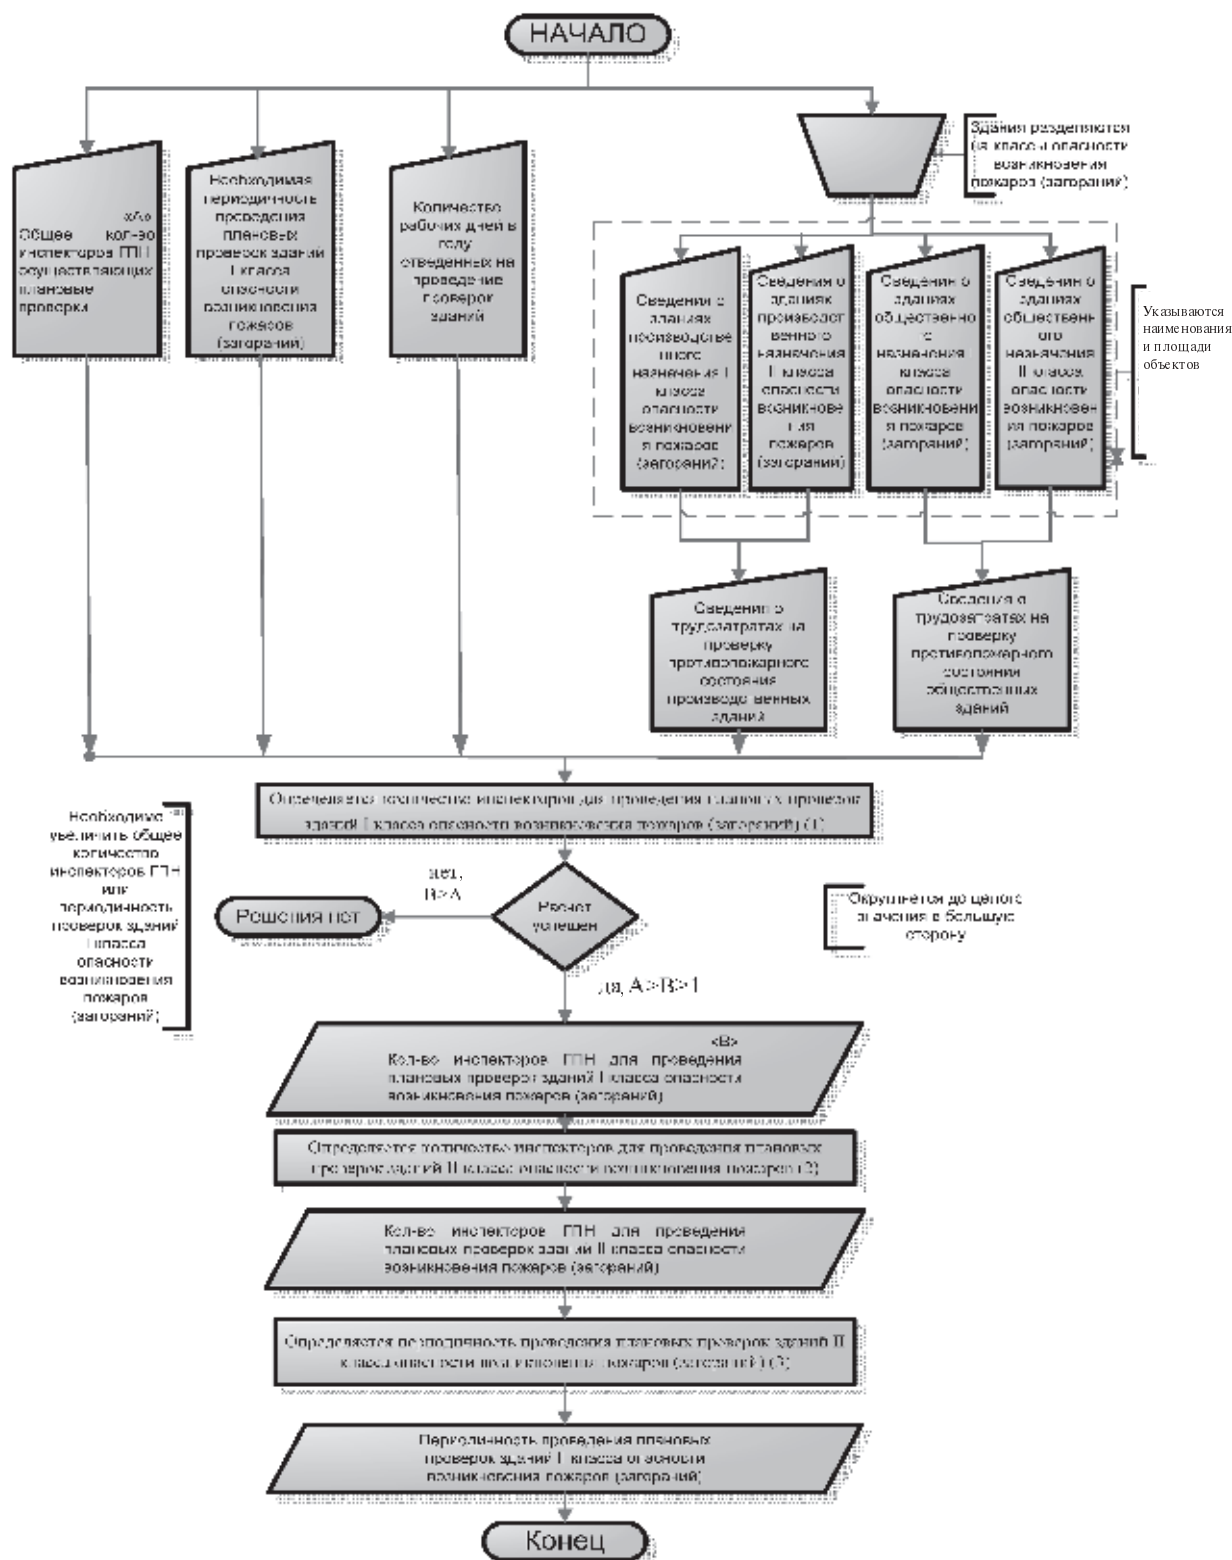 НАЧАЛО
Здания разделяются
на классы опасности
возникновения
пожаров (загораний)
«А»
Общее кол-во
инспекторов ГПН
осуществляющих
плановые
проверки
Необходимая
периодичность
проведения
плановых
проверок зданий
I класса
опасности
возникновения
пожаров
(загораний)
Количество
рабочих дней в
году
отведенных на
проведение
проверок
зданий
Сведения о
зданиях
производстве
нного
назначения I
класса
опасности
возникновени
я пожаров
(загораний)
Сведения о
зданиях
производств
енного
назначения
II класса
опасности
возникнове
ния
пожаров
(загораний)
Сведения о
зданиях
общественно
го
назначения I
класса
опасности
возникновени
я пожаров
(загораний)
Сведения о
зданиях
обществен
ого
назначения
II класса
опасности
возникновен
ия пожаров
(загораний)
Указываются
наименования
и площади
объектов
Сведения о
трудозатратах на
проверку
противопожарного
состояния
производственных
зданий
Сведения о
трудозатратах на
проверку
противопожарного
состояния
общественных
зданий
Определяется количество инспекторов для проведения плановых проверок
зданий I класса опасности возникновения пожаров (загораний) (1)
Необходимо
увеличить общее
количество
инспекторов ГПН
или
периодичность
проверок зданий
I класса
опасности
возникновения
пожаров
(загораний)
нет,
B>A
Решения нет
Расчет
успешен
Округляется до целого
значения в большую
сторону
да, A>B>1
<B>
Кол-во инспекторов ГПН для проведения
плановых проверок зданий I класса опасности
возникновения пожаров (загораний)
Определяется количество инспекторов для проведения плановых
проверок зданий II класса опасности возникновения пожаров (2)
Кол-во инспекторов ГПН для проведения
плановых проверок зданий II класса опасности
возникновения пожаров (загораний)
Определяется периодичность проведения плановых проверок зданий II
класса опасности возникновения пожаров (загораний) (3)
Периодичность проведения плановых
проверок зданий класса опасности
возникновения пожаров (загораний)
Конец